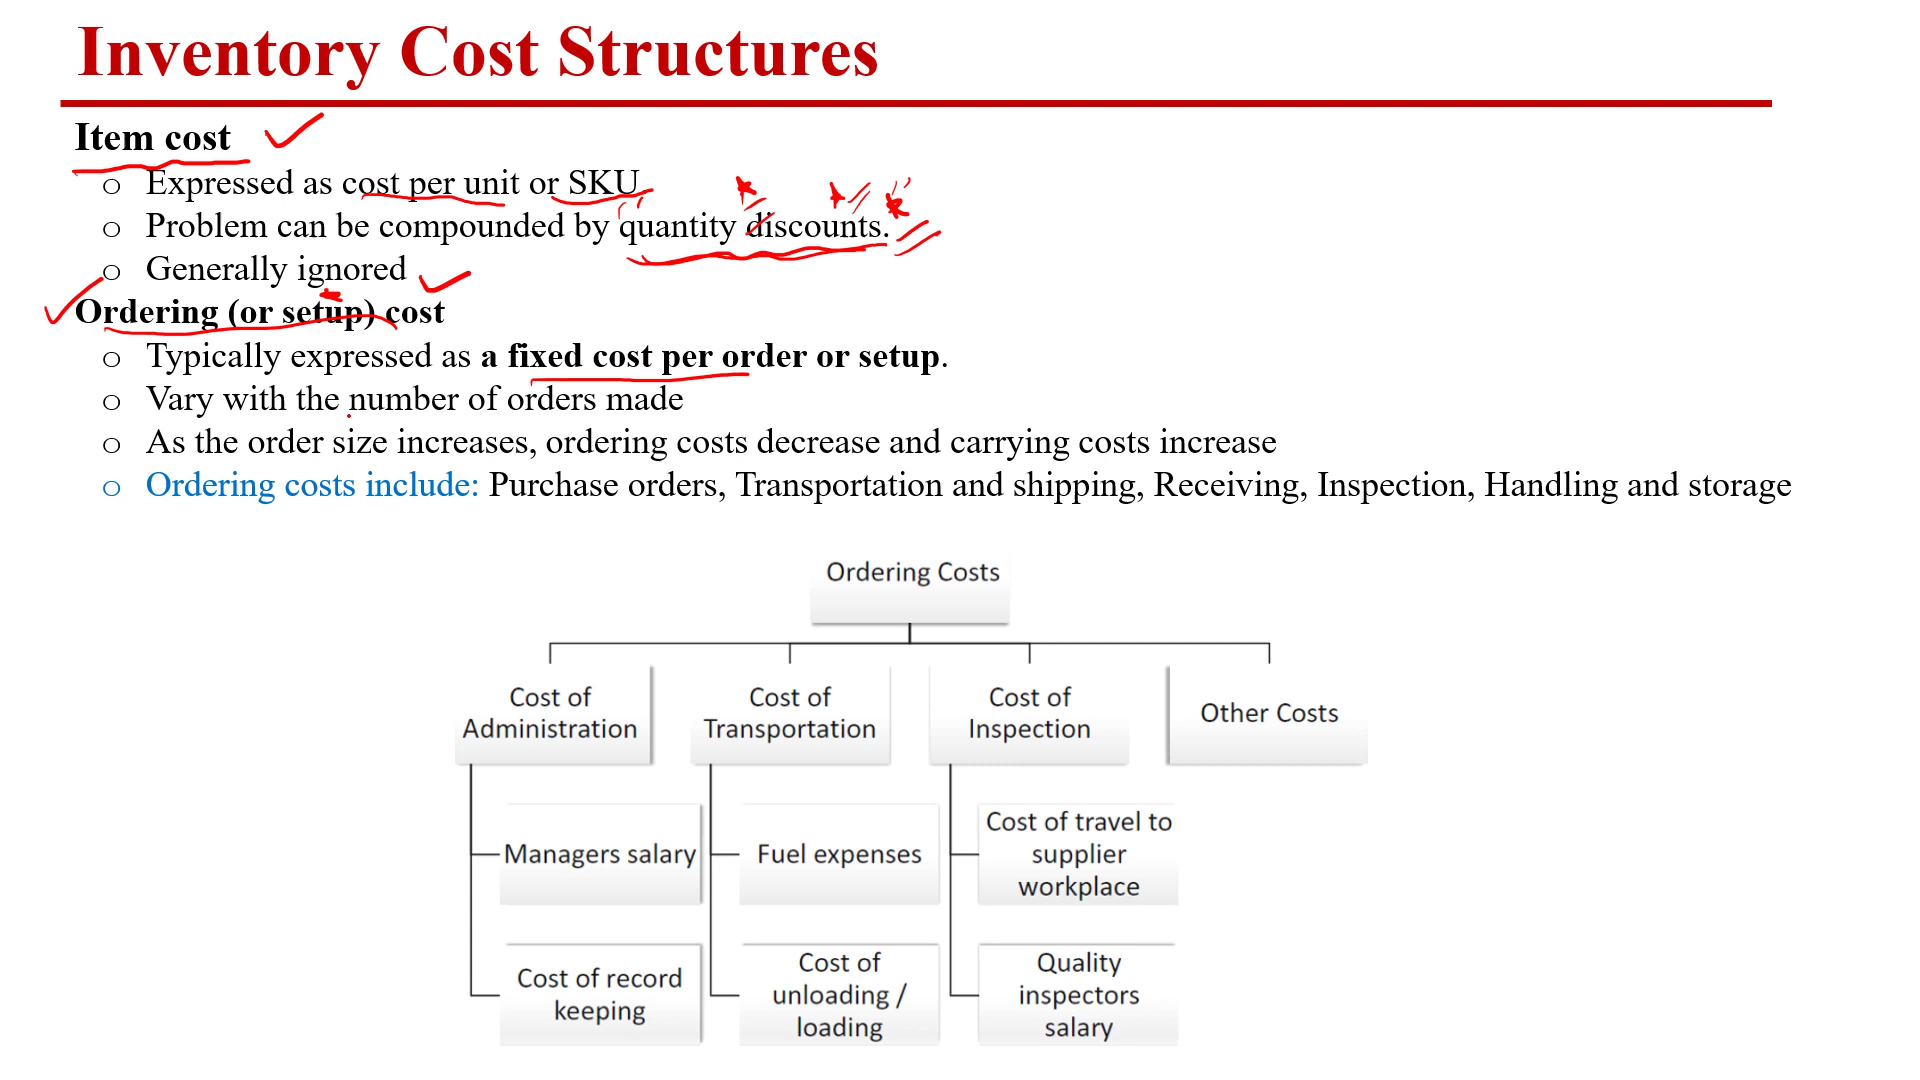 Inventory Cost Structures
Item cost
o Expressed as cost per unit or SKU
o Problem can be compounded by quantity discounts.
o Generally ignored
Ordering (or setup) cost
o Typically expressed as a fixed cost per order or setup.
o Vary with the number of orders made
o As the order size increases, ordering costs decrease and carrying costs increase
o Ordering costs include: Purchase orders, Transportation and shipping, Receiving, Inspection, Handling and storage
Ordering Costs
Cost of
Administration
Managers salary
Cost of record
keeping
Cost of
Transportation
Fuel expenses
Cost of
unloading /
loading
Cost of
Inspection
Cost of travel to
supplier
workplace
Quality
inspectors
salary
Other Costs